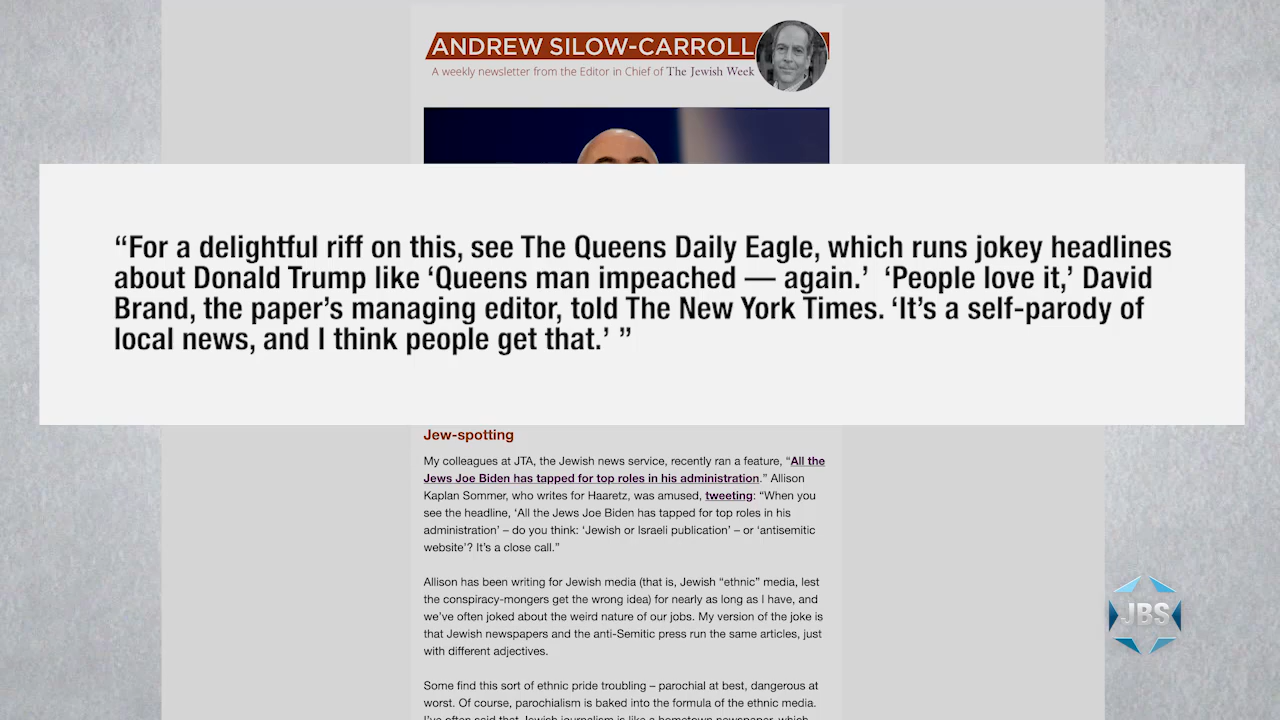 ANDREW SILOW-CARROLL
A weekly newsletter from the Editor in Chief of The Jewish Week
“For a delightful riff on this, see The Queens Daily Eagle, which runs jokey headlines
about Donald Trump like ‘Queens man impeached — again.’ ‘People love it,’ David
Brand, the paper’s managing editor, told The New York Times. ‘It’s a self-parody of
local news, and I think people get that.’ ”
Jew-spotting
My colleagues at JTA, the Jewish news service, recently ran a feature, “All the
Jews Joe Biden has tapped for top roles in his administration.” Allison
Kaplan Sommer, who writes for Haaretz, was amused, tweeting: “When you
see the headline, ‘All the Jews Joe Biden has tapped for top roles in his
administration’ – do you think: ‘Jewish or Israeli publication’ – or ‘antisemitic
website’? It’s a close call.”
Allison has been writing for Jewish media (that is, Jewish “ethnic” media, lest
the conspiracy-mongers get the wrong idea) for nearly as long as I have, and
we’ve often joked about the weird nature of our jobs. My version of the joke is
that Jewish newspapers and the anti-Semitic press run the same articles, just
with different adjectives.
Some find this sort of ethnic pride troubling – parochial at best, dangerous at
worst. Of course, parochialism is baked into the formula of the ethnic media.
I’ve often said that Jewish journalism is like a hometown newspaper, which
JBS